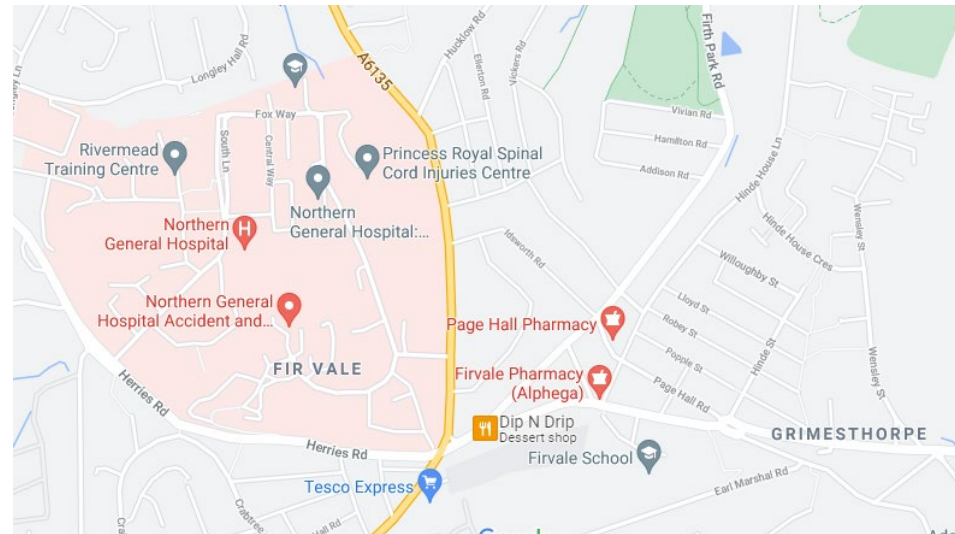 Longley Hall Rd
A6135
Hucklow Rd
Ellerton Rd
Vickers Rd
Firth Park Rd
Vivian Rd
Hamilton Rd
Addison Rd
Hinde House Ln
Hinde House Cres
Wensley St
Fox Way
South Ln
Central Way
Rivermead
Training Centre
Princess Royal Spinal
Cord Injuries Centre
Northern
General Hospital:...
Northern
General Hospital
H
Idsworth Rd
Willoughby St
Lloyd St
Robey St
Popple St
Hinde St
Wensley St
Northern General
Hospital Accident and...
Page Hall Pharmacy
FIR VALE
Firvale Pharmacy
(Alphega)
Page Hall Rd
Herries Rd
Herries Rd
Dip N Drip
Dessert shop
GRIMESTHORPE
Firvale School
Tesco Express
Earl Marshal Rd
Crabtree